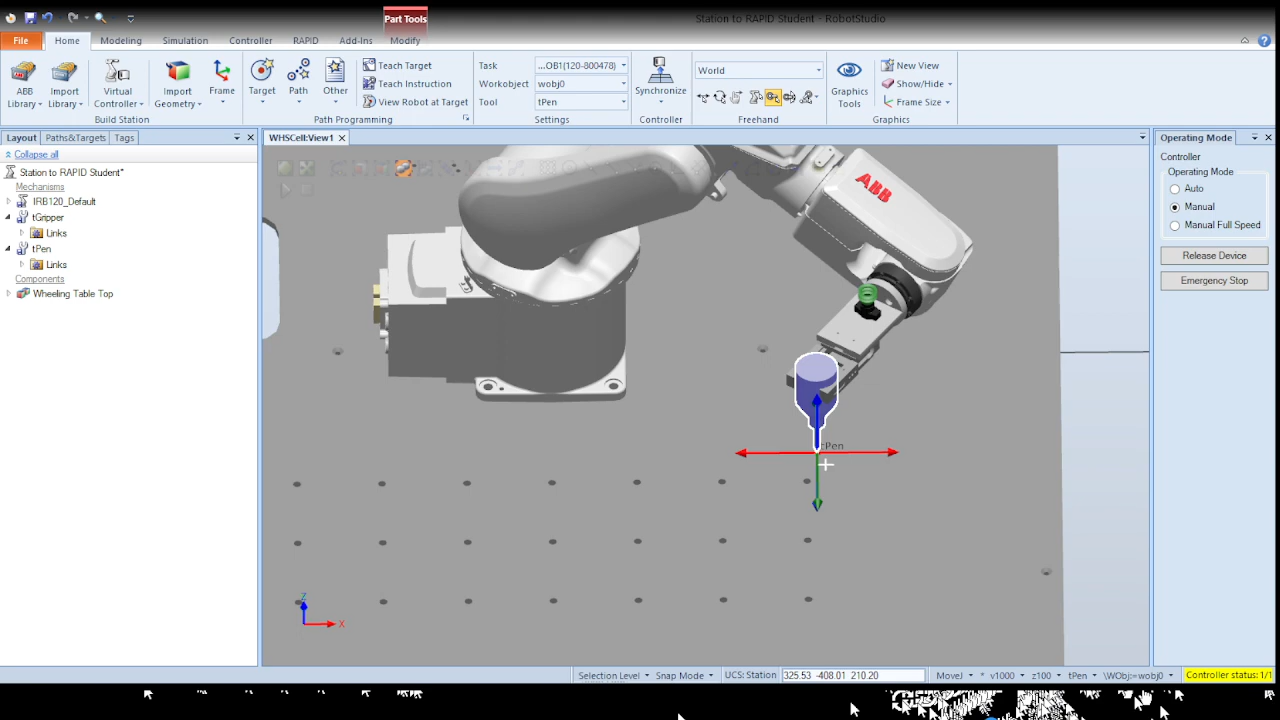 Part Tools
Station to RAPID Student - RobotStudio
File Home Modeling Simulation Controller RAPID Add-Ins Modify
ABB Library
Import Library
Virtual Controller
Import Geometry
Frame
Build Station
Target
Path
Other
Teach Target
Teach Instruction
View Robot at Target
Path Programming
Task ...OB1(120-800478)
Workobject wobj0
Tool tPen
Settings
Synchronize
Controller
World
Freehand
Graphics Tools
New View
Show/Hide
Frame Size
Graphics
Layout Paths&Targets Tags
Collapse all
Station to RAPID Student*
Mechanisms
IRB120_Default
tGripper
Links
tPen
Links
Components
Wheeling Table Top
WHSCell:View1
ABB
tPen
Z
X
Operating Mode
Controller
Operating Mode
Auto
Manual
Manual Full Speed
Release Device
Emergency Stop
Selection Level Snap Mode UCS: Station 325.53 -408.01 210.20 MoveJ * v1000 z100 tPen \WObj:=wobj0 Controller status: 1/1